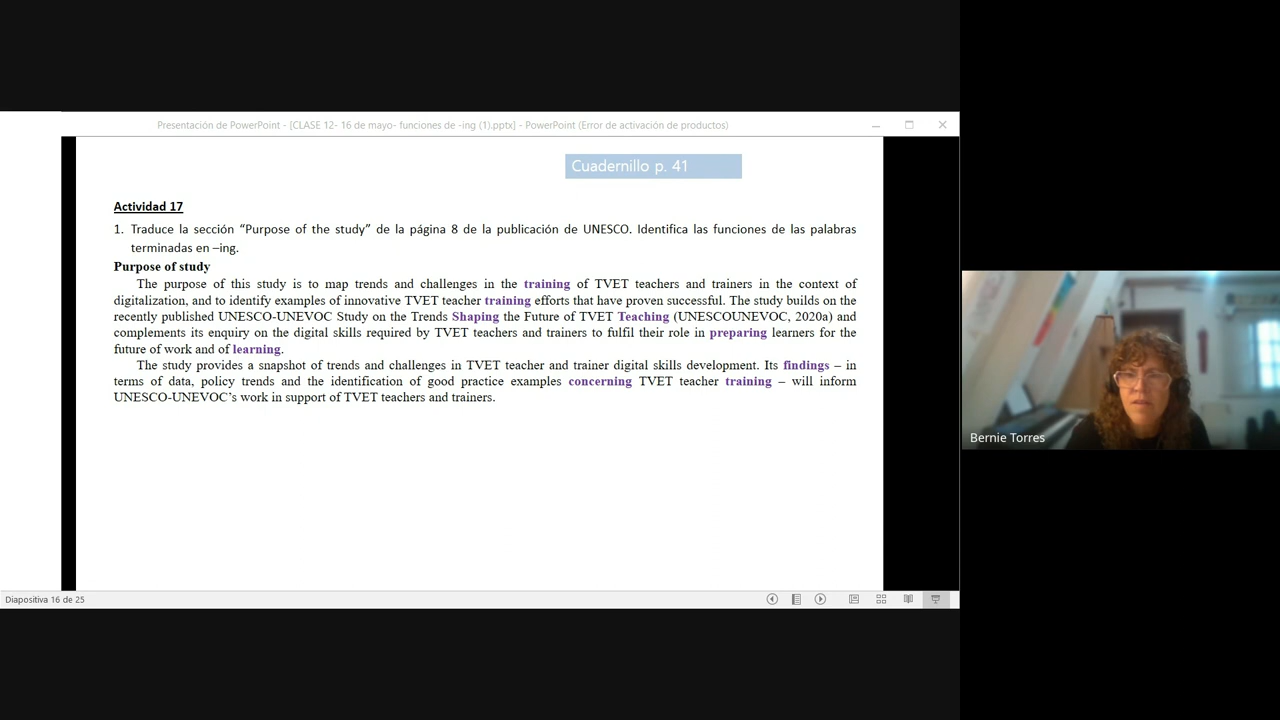 Presentación de PowerPoint - [CLASE 12- 16 de mayo- funciones de -ing (1).pptx] - PowerPoint (Error de activación de productos)
Cuadernillo p. 41
Actividad 17
1. Traduce la sección “Purpose of the study” de la página 8 de la publicación de UNESCO. Identifica las funciones de las palabras
terminadas en –ing.
Purpose of study
The purpose of this study is to map trends and challenges in the training of TVET teachers and trainers in the context of
digitalization, and to identify examples of innovative TVET teacher training efforts that have proven successful. The study builds on the
recently published UNESCO-UNEVOC Study on the Trends Shaping the Future of TVET Teaching (UNESCOUNEVOC, 2020a) and
complements its enquiry on the digital skills required by TVET teachers and trainers to fulfil their role in preparing learners for the
future of work and of learning.
The study provides a snapshot of trends and challenges in TVET teacher and trainer digital skills development. Its findings – in
terms of data, policy trends and the identification of good practice examples concerning TVET teacher training – will inform
UNESCO-UNEVOC’s work in support of TVET teachers and trainers.
Bernie Torres
Diapositiva 16 de 25